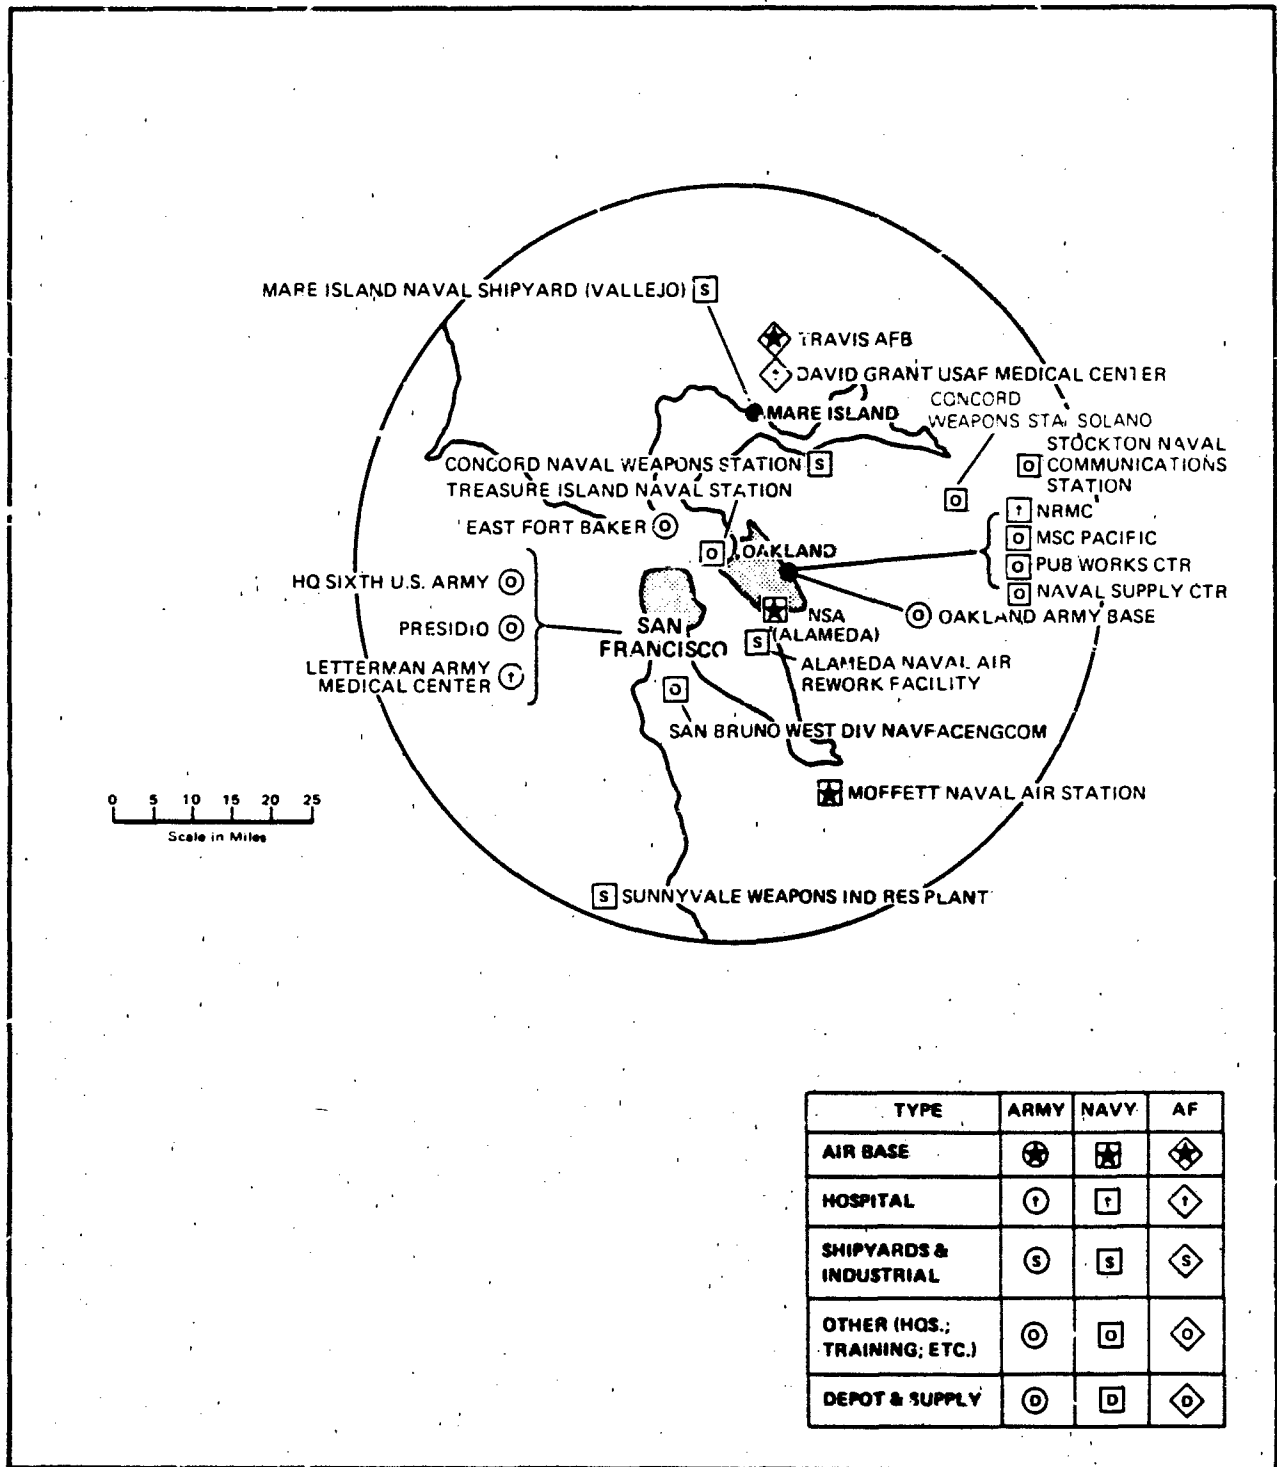 MARE ISLAND NAVAL SHIPYARD (VALLEJO) S
TRAVIS AFB
DAVID GRANT USAF MEDICAL CENTER
MARE ISLAND
CONCORD
WEAPONS STA SOLANO
CONCORD NAVAL WEAPONS STATION S
STOCKTON NAVAL
O COMMUNICATIONS
STATION
TREASURE ISLAND NAVAL STATION
O
EAST FORT BAKER O
O OAKLAND
NRMC
O MSC PACIFIC
O PUB WORKS CTR
O NAVAL SUPPLY CTR
HQ SIXTH U.S. ARMY O
PRESIDIO O
LETTERMAN ARMY
MEDICAL CENTER
SAN
FRANCISCO
NSA
(ALAMEDA)
O OAKLAND ARMY BASE
S
ALAMEDA NAVAL AIR
REWORK FACILITY
O
SAN BRUNO WEST DIV NAVFACENGCOM
MOFFETT NAVAL AIR STATION
0 5 10 15 20 25
Scale in Miles
S SUNNYVALE WEAPONS IND RES PLANT
TYPE ARMY NAVY AF
AIR BASE
HOSPITAL
SHIPYARDS &
INDUSTRIAL S S S
OTHER (HQS.;
TRAINING; ETC.) O O O
DEPOT & SUPPLY D D D